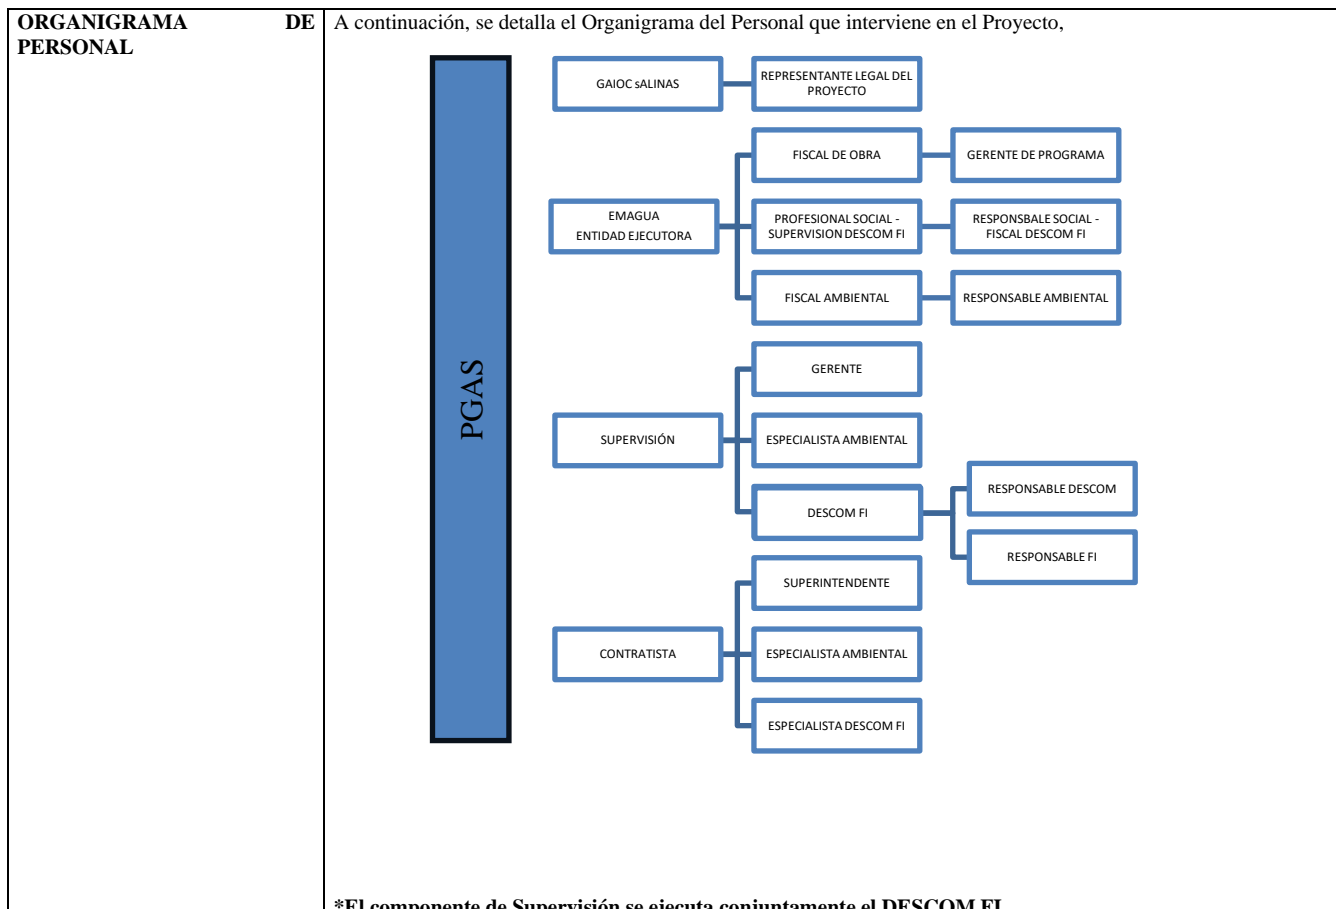 ORGANIGRAMA DE
PERSONAL
A continuación, se detalla el Organigrama del Personal que interviene en el Proyecto,
PGAS
GAIOC sALINAS
REPRESENTANTE LEGAL DEL
PROYECTO
EMAGUA
ENTIDAD EJECUTORA
FISCAL DE OBRA
GERENTE DE PROGRAMA
PROFESIONAL SOCIAL -
SUPERVISION DESCOM FI
RESPONSBALE SOCIAL -
FISCAL DESCOM FI
FISCAL AMBIENTAL
RESPONSABLE AMBIENTAL
SUPERVISIÓN
GERENTE
ESPECIALISTA AMBIENTAL
DESCOM FI
RESPONSABLE DESCOM
RESPONSABLE FI
CONTRATISTA
SUPERINTENDENTE
ESPECIALISTA AMBIENTAL
ESPECIALISTA DESCOM FI
*El componente de Supervisión se ejecuta conjuntamente el DESCOM FI